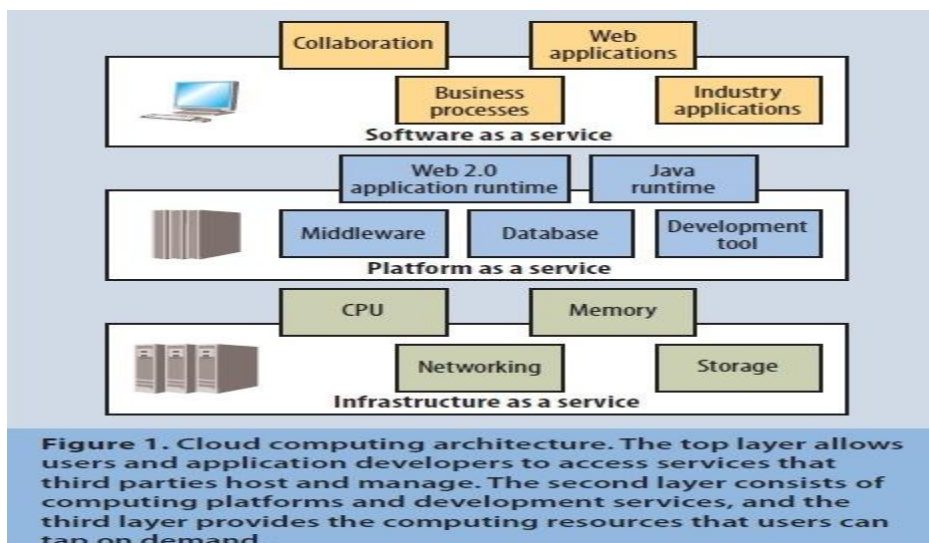 Collaboration
Web
applications
Business
processes
Industry
applications
Software as a service
Web 2.0
application runtime
Java
runtime
Middleware
Database
Development
tool
Platform as a service
CPU
Memory
Networking
Storage
Infrastructure as a service
Figure 1. Cloud computing architecture. The top layer allows
users and application developers to access services that
third parties host and manage. The second layer consists of
computing platforms and development services, and the
third layer provides the computing resources that users can
tap on demand